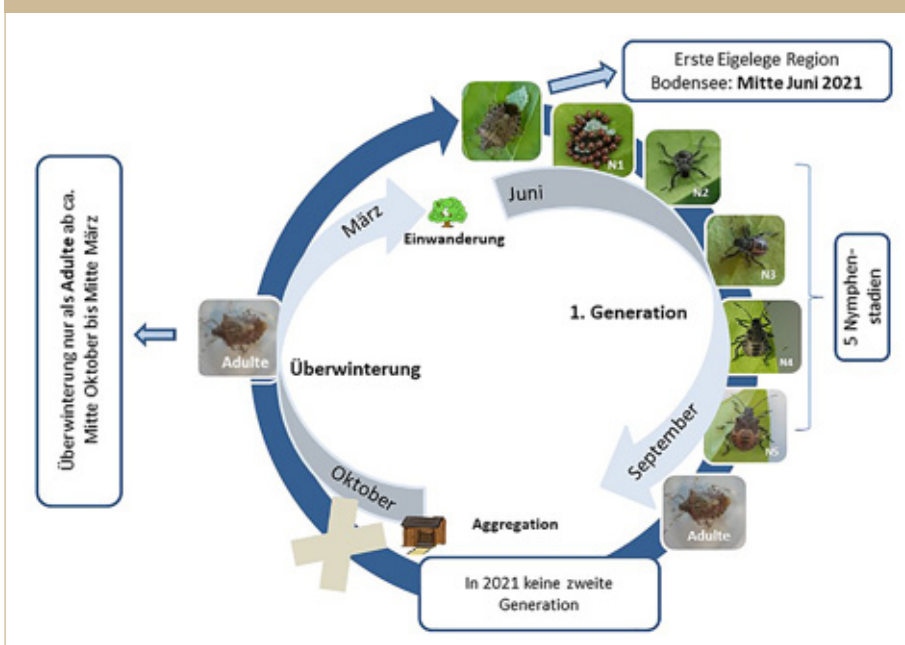 Erste Eigelege Region
Bodensee: Mitte Juni 2021
N1
N2
Juni
März
Einwanderung
N3
5 Nymphen-
stadien
Überwinterung nur als Adulte ab ca.
Mitte Oktober bis Mitte März
1. Generation
N4
Adulte
Überwinterung
N5
September
Oktober
Aggregation
Adulte
In 2021 keine zweite
Generation